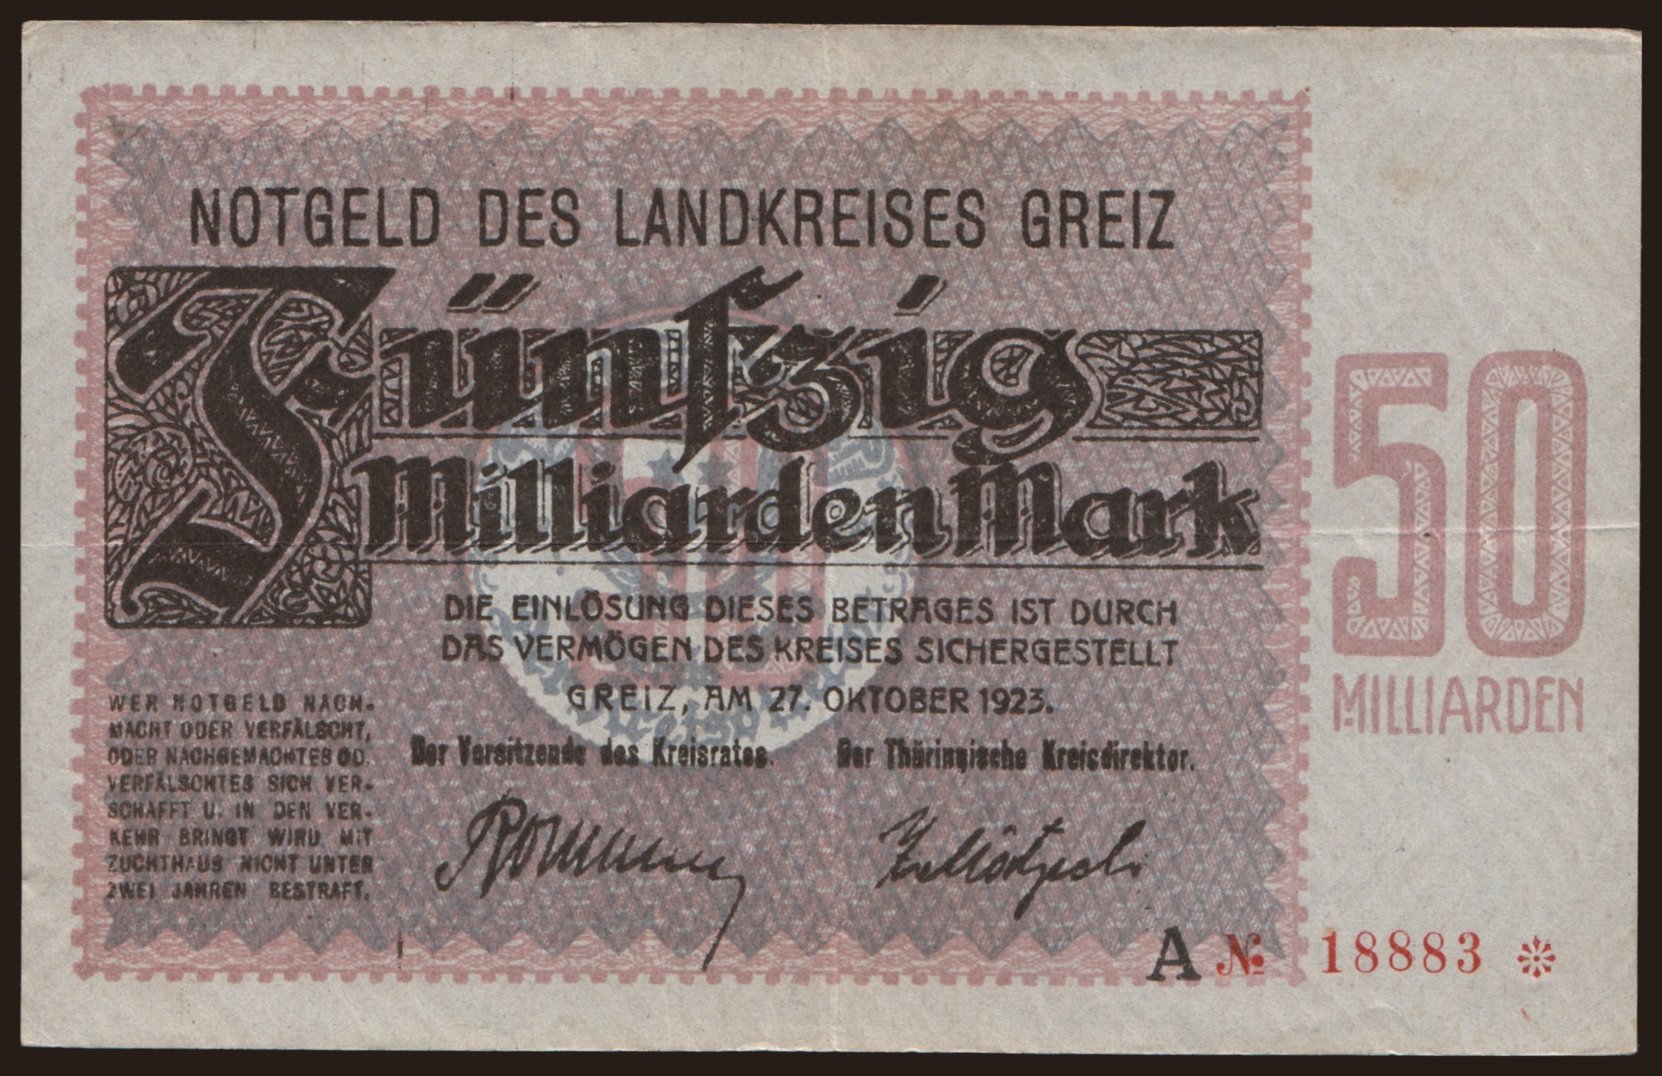 NOTGELD DES LANDKREISES GREIZ
Fünfzig
Milliarden Mark
50
MILLIARDEN
DIE EINLÖSUNG DIESES BETRAGES IST DURCH
DAS VERMÖGEN DES KREISES SICHERGESTELLT
GREIZ, AM 27. OKTOBER 1923.
WER NOTGELD NACH-
MACHT ODER VERFÄLSCHT,
ODER NACHGEMACHTES OD.
VERFÄLSCHTES SICH VER-
SCHAFFT U. IN DEN VER-
KEHR BRINGT WIRD MIT
ZUCHTHAUS NICHT UNTER
ZWEI JAHREN BESTRAFT.
Der Vorsitzende des Kreisrates.
Der Thüringische Kreisdirektor.
A № 18883